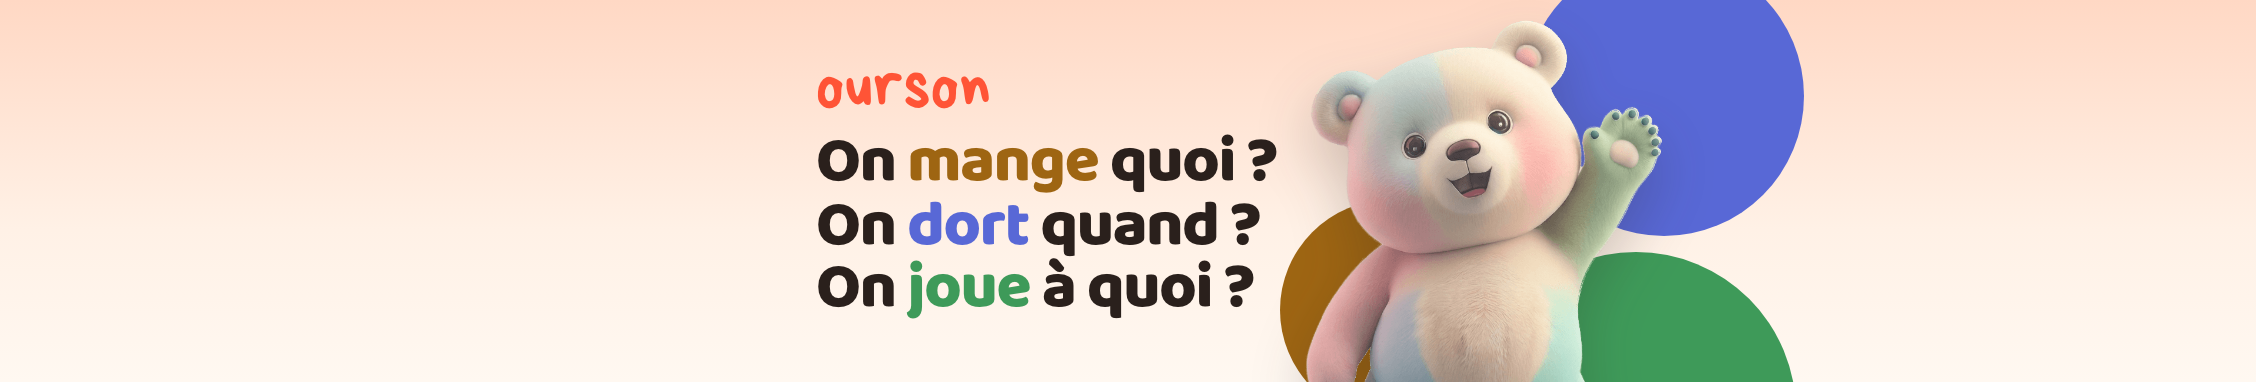 ourson
On mange quoi ?
On dort quand ?
On joue à quoi ?